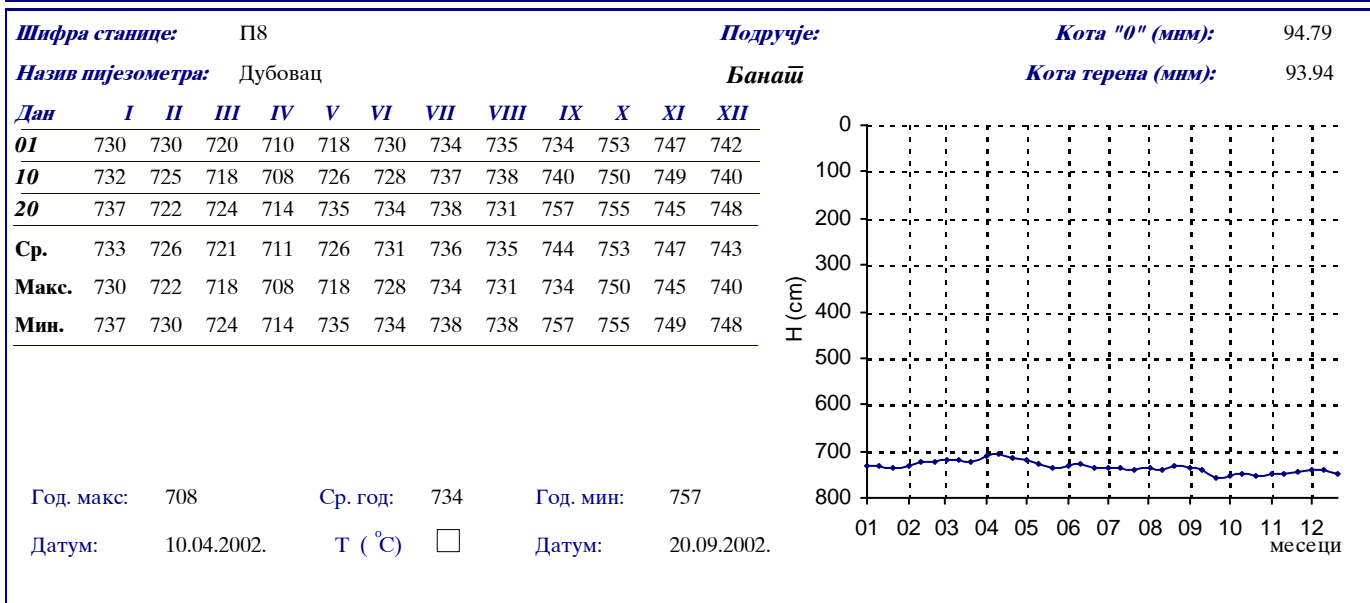 Шифра станице: П8 Подручје: Кота "0" (мнм): 94.79
Назив пијезометра: Дубовац Банат Кота терена (мнм): 93.94
Дан I II III IV V VI VII VIII IX X XI XII
01 730 730 720 710 718 730 734 735 734 753 747 742
10 732 725 718 708 726 728 737 738 740 750 749 740
20 737 722 724 714 735 734 738 731 757 755 745 748
Ср. 733 726 721 711 726 731 736 735 744 753 747 743
Макс. 730 722 718 708 718 728 734 731 734 750 745 740
Мин. 737 730 724 714 735 734 738 738 757 755 749 748
Год. макс: 708 Ср. год: 734 Год. мин: 757
Датум: 10.04.2002. Т ( °C) Датум: 20.09.2002.
0
100
200
300
400
500
600
700
800
H (cm)
01 02 03 04 05 06 07 08 09 10 11 12
месеци